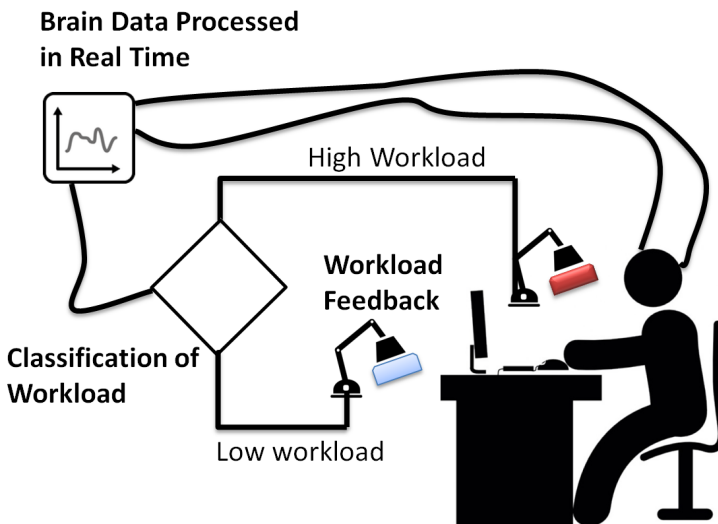 Brain Data Processed
in Real Time
High Workload
Workload
Feedback
Classification of
Workload
Low workload